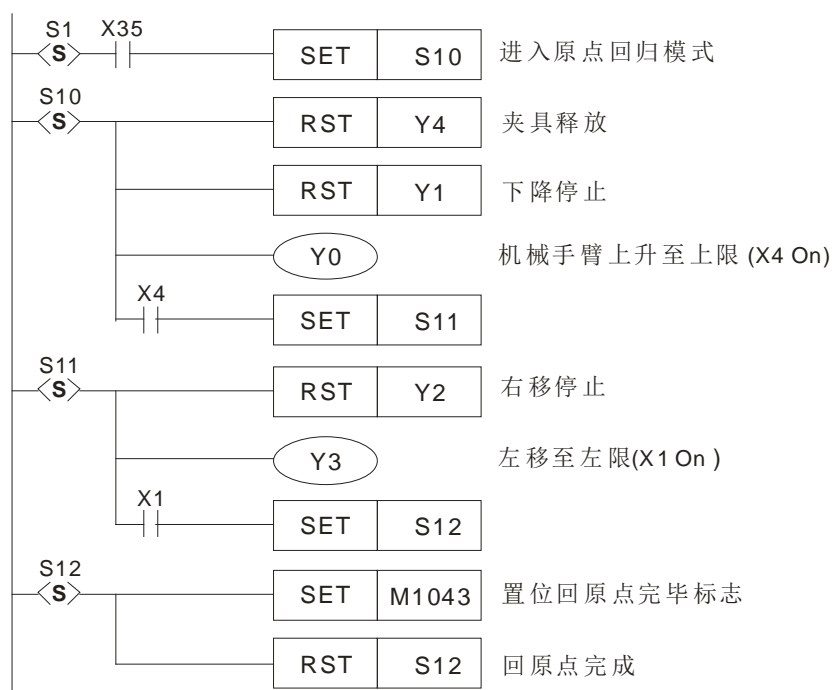 S1 X35
S SET S10 进入原点回归模式
S10
S RST Y4 夹具释放
RST Y1 下降停止
Y0 机械手臂上升至上限 (X4 On)
X4
SET S11
S11
S RST Y2 右移停止
Y3 左移至左限(X1 On )
X1
SET S12
S12
S SET M1043 置位回原点完毕标志
RST S12 回原点完成